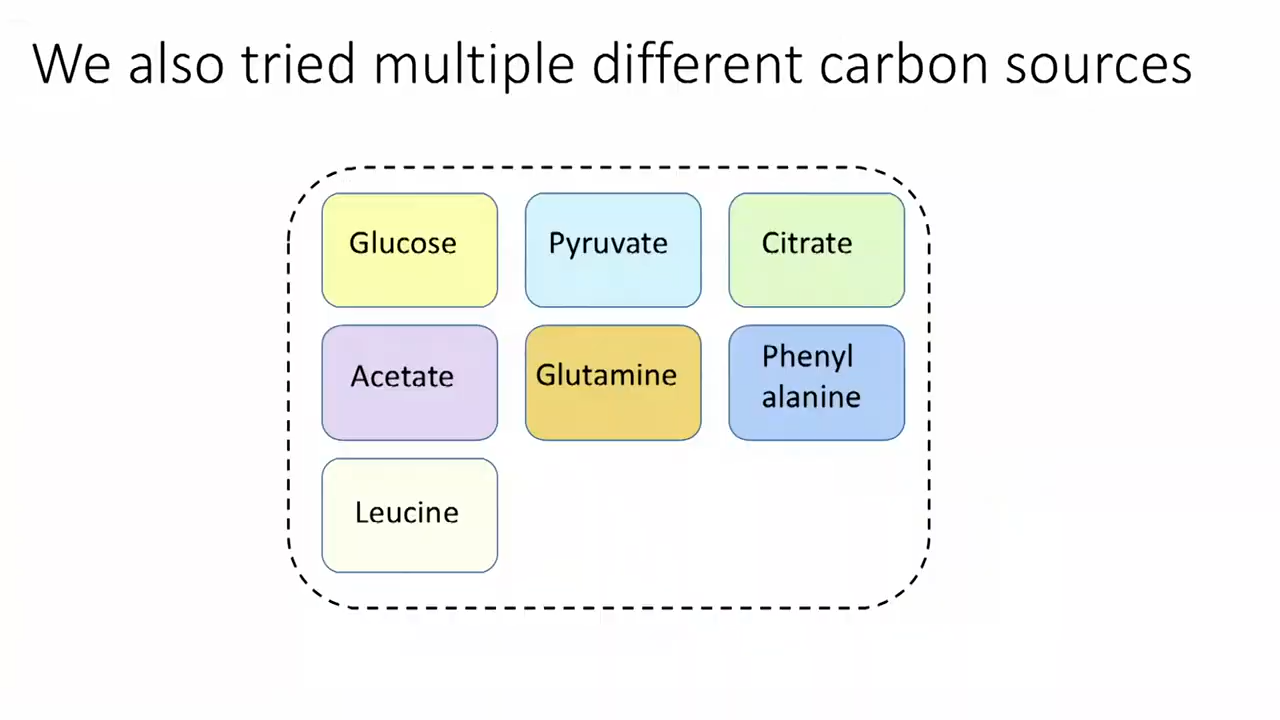 We also tried multiple different carbon sources
Glucose
Pyruvate
Citrate
Acetate
Glutamine
Phenyl
alanine
Leucine